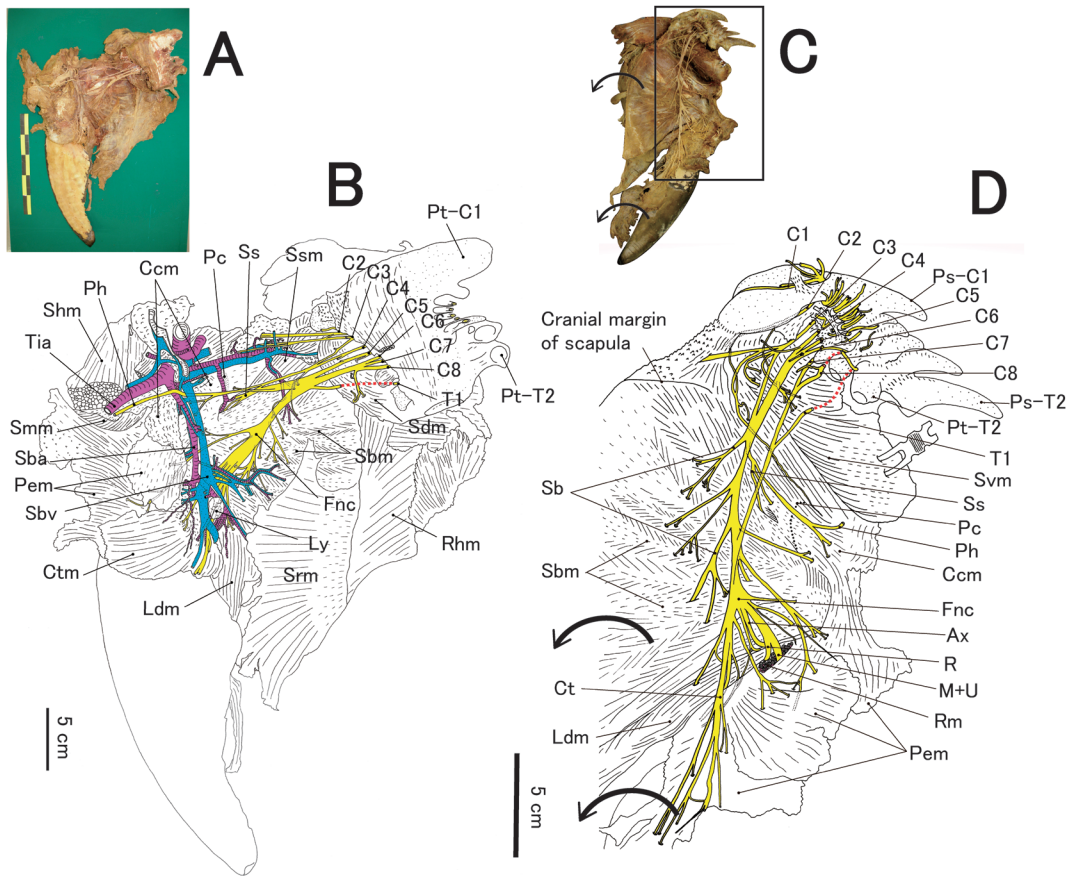 A
C
B
D
Pt-C1
Ss
Pc
Ssm
Ccm
C2
Ph
C3
C4
Shm
C5
Tia
C6
C7
C8
Pt-T2
T1
Smm
Sdm
Sba
Sbm
Pem
Sbv
Fnc
Ly
Rhm
Ctm
Srm
Ldm
5 cm
C1
C2
C3
C4
Ps-C1
C5
Cranial margin
of scapula
C6
C7
C8
Ps-T2
Pt-T2
T1
Svm
Sb
Ss
Pc
Ph
Sbm
Ccm
Fnc
Ax
R
Ct
M+U
Rm
Ldm
Pem
5 cm